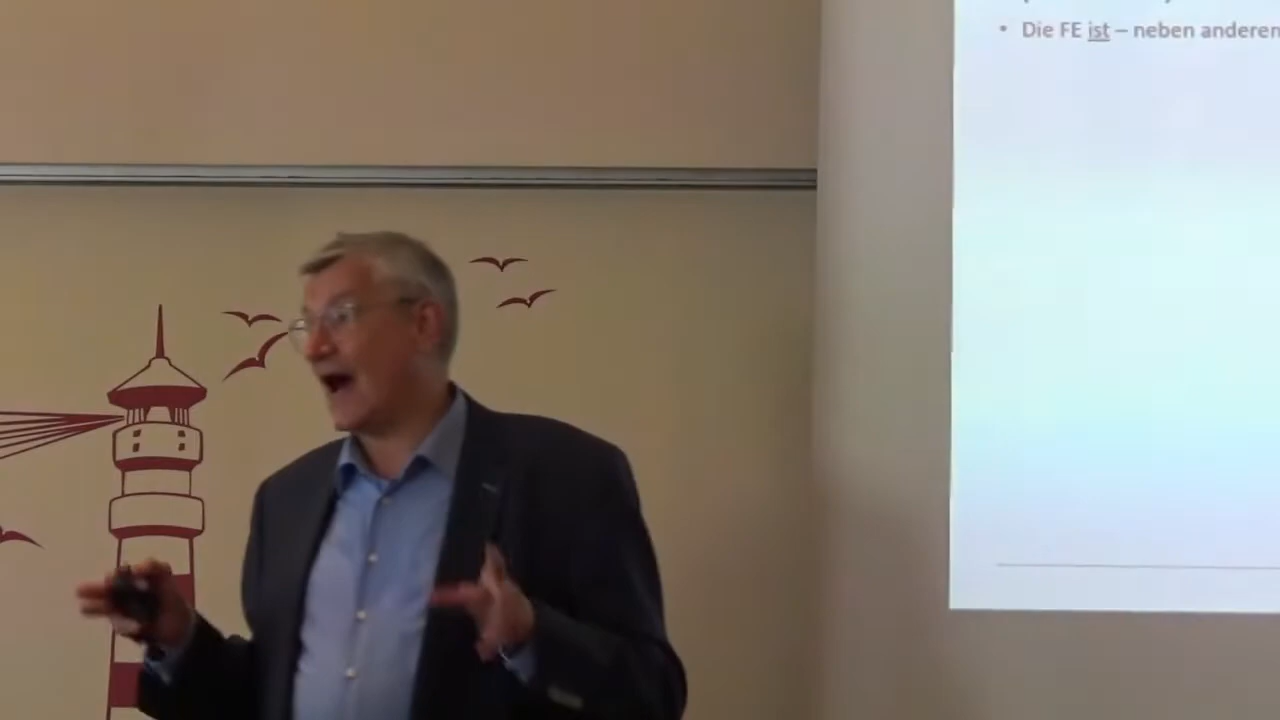 • Die FE ist – neben anderen